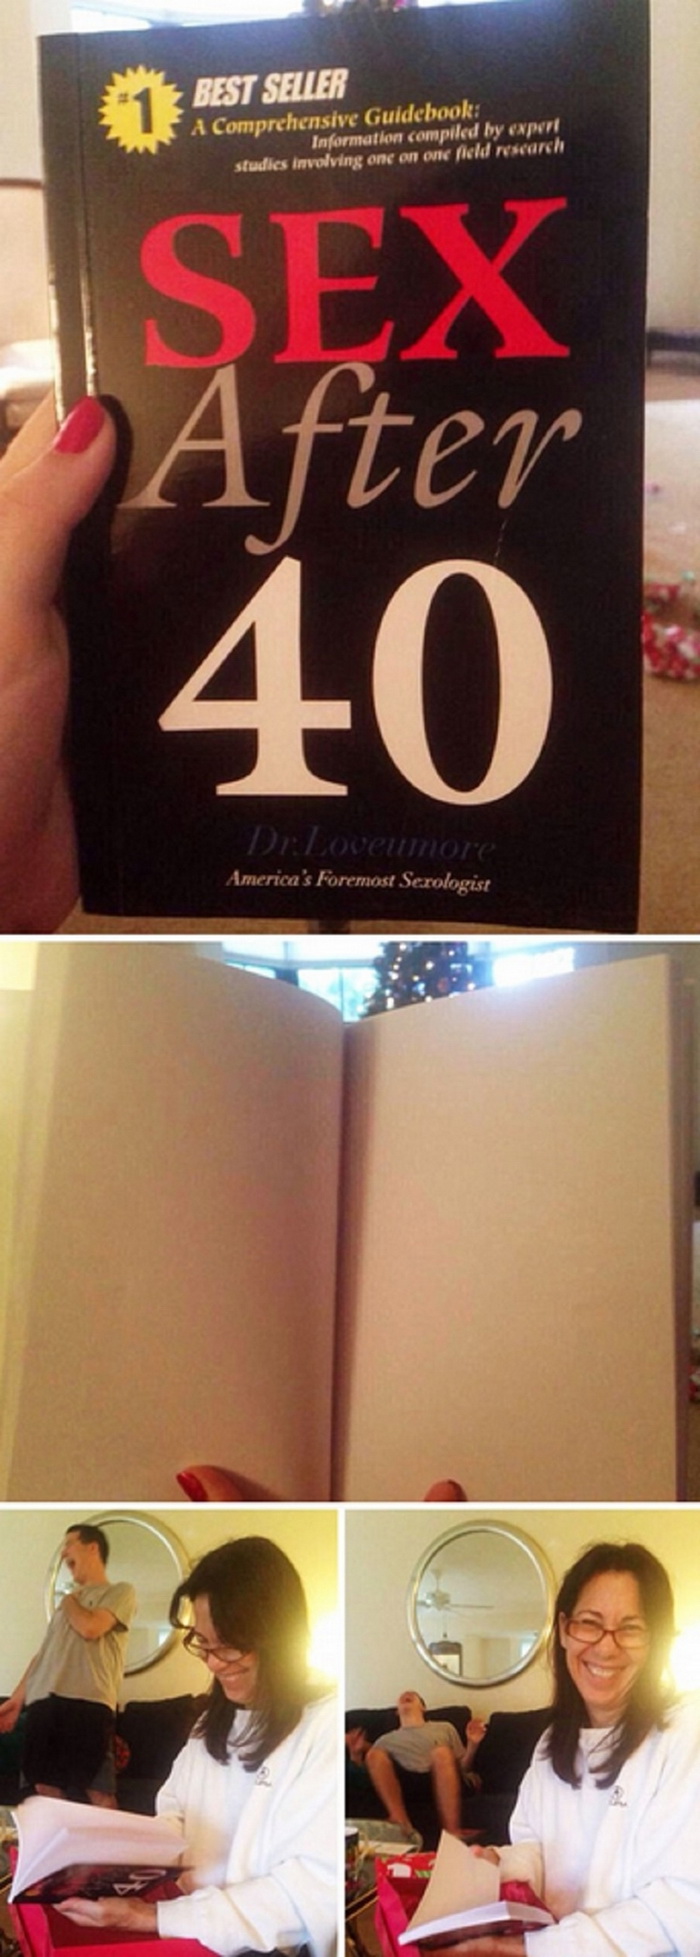 #1
BEST SELLER
A Comprehensive Guidebook:
Information compiled by expert
studies involving one on one field research
SEX
After
40
Dr.Loveumore
America's Foremost Sexologist
40